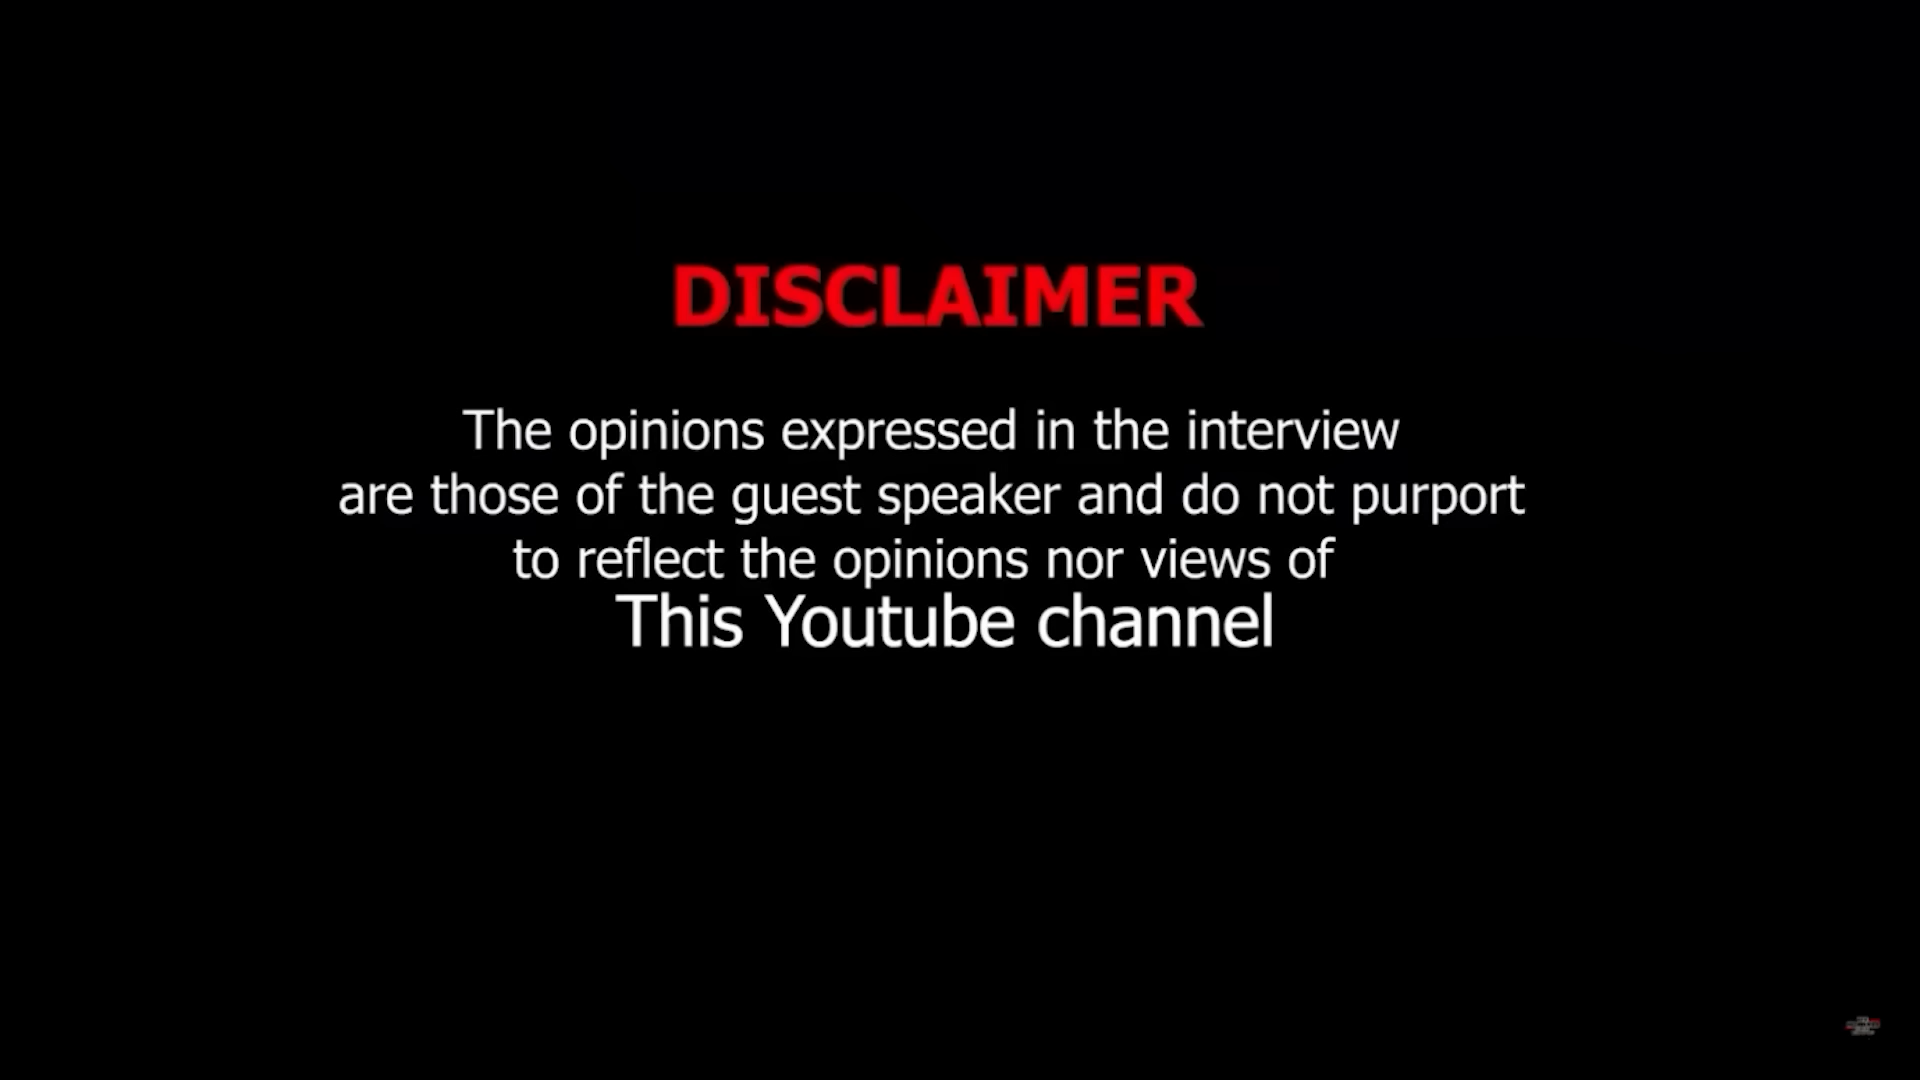 DISCLAIMER
The opinions expressed in the interview
are those of the guest speaker and do not purport
to reflect the opinions nor views of
This Youtube channel